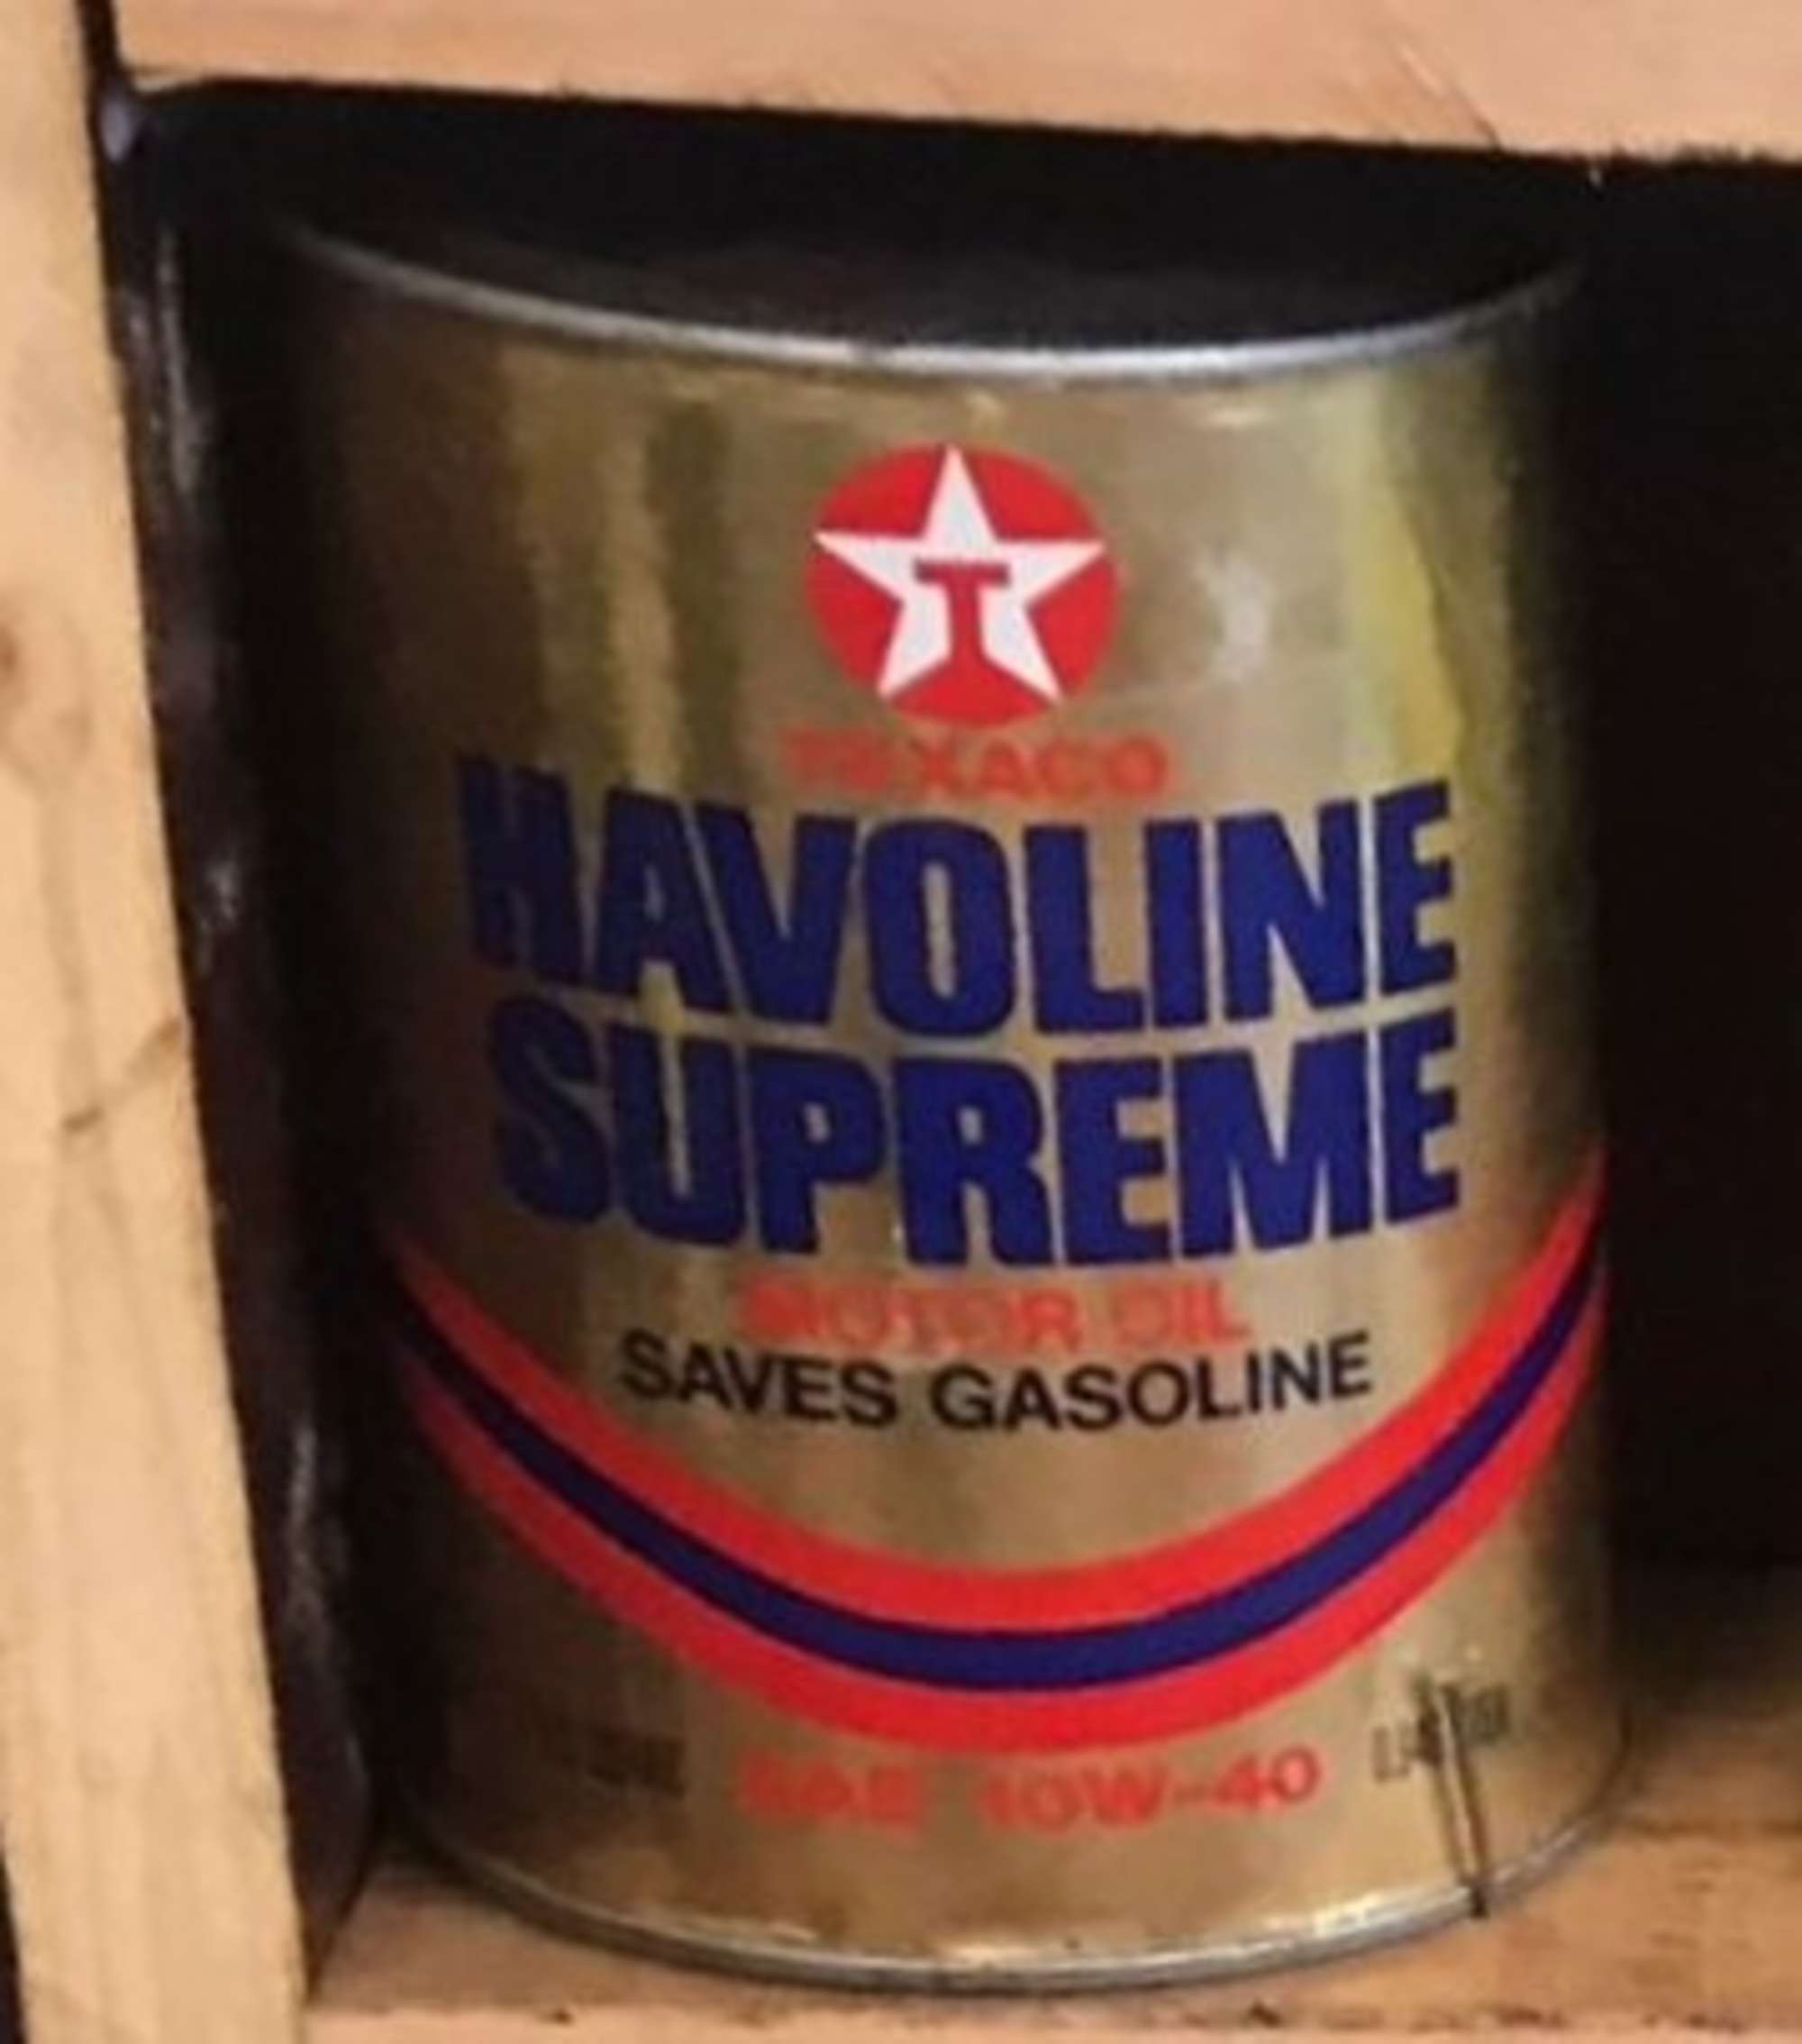 T
TEXACO
HAVOLINE
SUPREME
MOTOR OIL
SAVES GASOLINE
SAE 10W-40